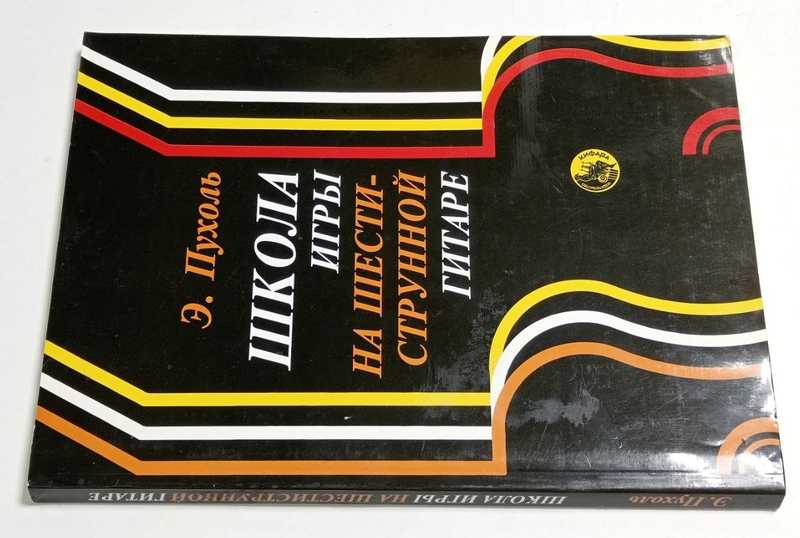 Э. Пухоль
ШКОЛА
ИГРЫ
НА ШЕСТИ-
СТРУННОЙ
ГИТАРЕ
КИФАРА
Э. Пухоль ШКОЛА ИГРЫ НА ШЕСТИСТРУННОЙ ГИТАРЕ